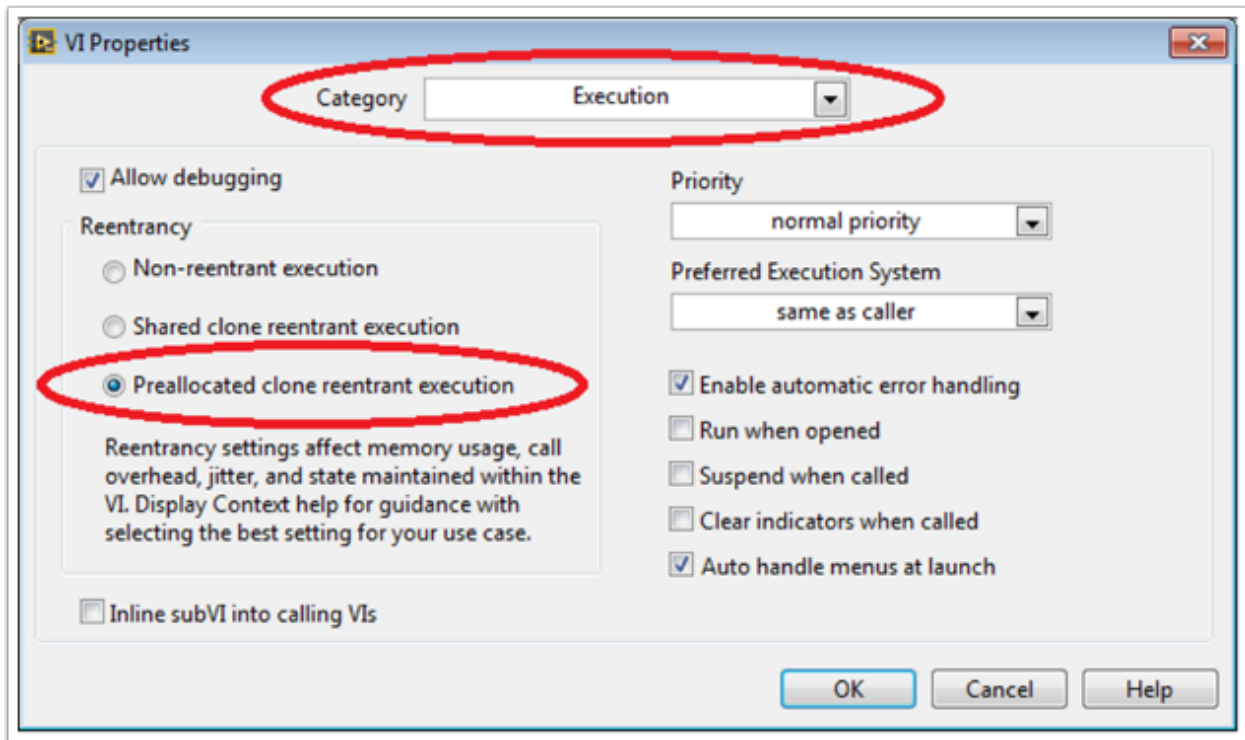 VI Properties
Category Execution
Allow debugging
Reentrancy
Non-reentrant execution
Shared clone reentrant execution
Preallocated clone reentrant execution
Reentrancy settings affect memory usage, call
overhead, jitter, and state maintained within the
VI. Display Context help for guidance with
selecting the best setting for your use case.
Inline subVI into calling VIs
Priority
normal priority
Preferred Execution System
same as caller
Enable automatic error handling
Run when opened
Suspend when called
Clear indicators when called
Auto handle menus at launch
OK Cancel Help